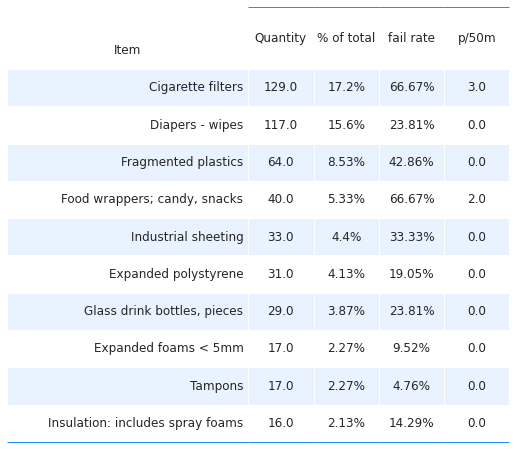 Item Quantity % of total fail rate p/50m
Cigarette filters 129.0 17.2% 66.67% 3.0
Diapers - wipes 117.0 15.6% 23.81% 0.0
Fragmented plastics 64.0 8.53% 42.86% 0.0
Food wrappers; candy, snacks 40.0 5.33% 66.67% 2.0
Industrial sheeting 33.0 4.4% 33.33% 0.0
Expanded polystyrene 31.0 4.13% 19.05% 0.0
Glass drink bottles, pieces 29.0 3.87% 23.81% 0.0
Expanded foams < 5mm 17.0 2.27% 9.52% 0.0
Tampons 17.0 2.27% 4.76% 0.0
Insulation: includes spray foams 16.0 2.13% 14.29% 0.0